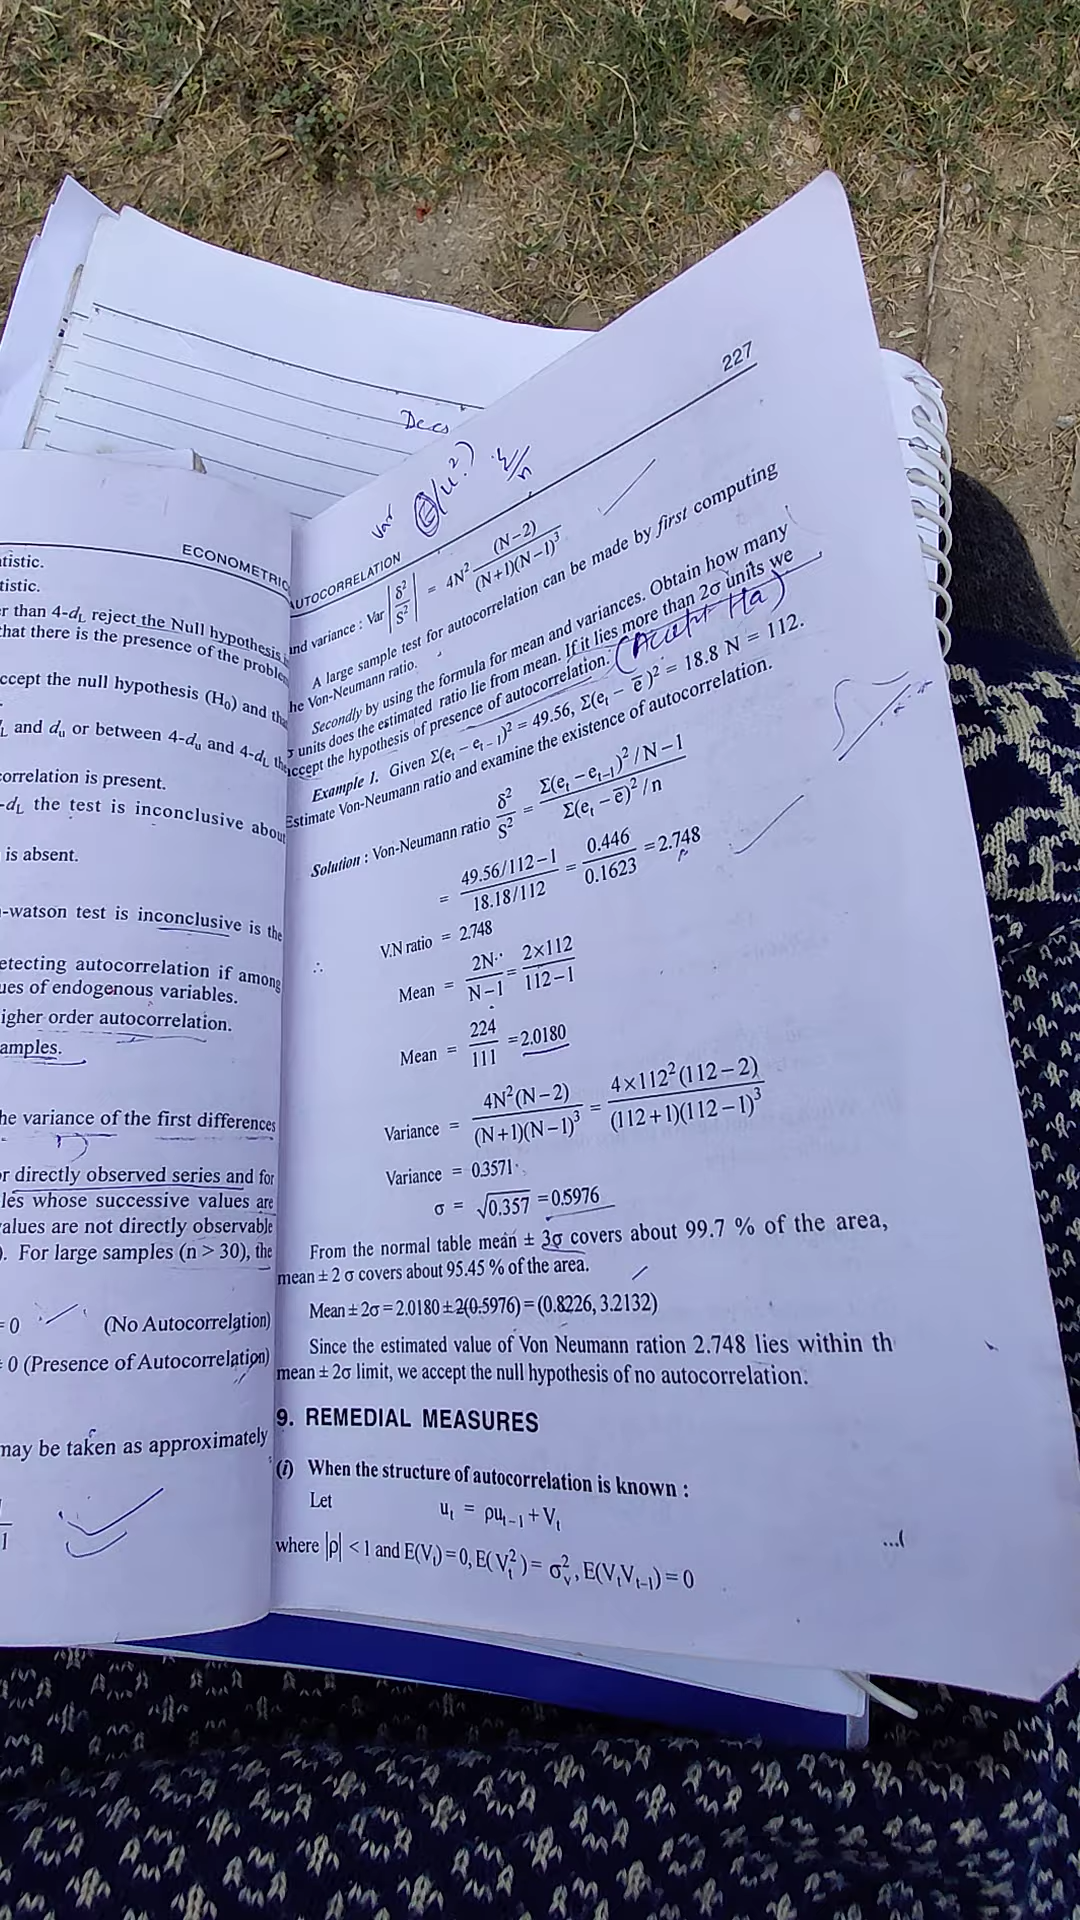 Decs
ECONOMETRIC
tistic.
tistic.
r than 4-dL reject the Null hypothesis
that there is the presence of the proble
ccept the null hypothesis (H₀) and tha
L and du or between 4-du and 4-dL th
correlation is present.
-dL the test is inconclusive abou
is absent.
-watson test is inconclusive is the
etecting autocorrelation if among
ues of endogenous variables.
igher order autocorrelation.
amples.
he variance of the first differences
r directly observed series and for
les whose successive values are
values are not directly observable
). For large samples (n > 30), the
= 0 (No Autocorrelation)
= 0 (Presence of Autocorrelation)
may be taken as approximately
1
227
Var
AUTOCORRELATION
and variance : Var |δ²/S²| = 4N² (N−2)/(N+1)(N−1)³
A large sample test for autocorrelation can be made by first computing
he Von-Neumann ratio.
Secondly by using the formula for mean and variances. Obtain how many
σ units does the estimated ratio lie from mean. If it lies more than 2σ units we
accept the hypothesis of presence of autocorrelation. (Accept Ha)
Example 1. Given Σ(et − et−1)² = 49.56, Σ(et − e̅)² = 18.8 N = 112.
Estimate Von-Neumann ratio and examine the existence of autocorrelation.
Solution : Von-Neumann ratio δ²/S² = Σ(et − et−1)²/N−1 / Σ(et − e̅)²/n
= 49.56/112−1 / 18.18/112 = 0.446/0.1623 = 2.748
∴ V.N ratio = 2.748
Mean = 2N/N−1 = 2×112/112−1
Mean = 224/111 = 2.0180
Variance = 4N²(N−2)/(N+1)(N−1)³ = 4×112²(112−2)/(112+1)(112−1)³
Variance = 0.3571
σ = √0.357 = 0.5976
From the normal table mean ± 3σ covers about 99.7 % of the area,
mean ± 2 σ covers about 95.45 % of the area.
Mean ± 2σ = 2.0180 ± 2(0.5976) = (0.8226, 3.2132)
Since the estimated value of Von Neumann ration 2.748 lies within th
mean ± 2σ limit, we accept the null hypothesis of no autocorrelation.
9. REMEDIAL MEASURES
(i) When the structure of autocorrelation is known :
Let ut = ρut−1 + Vt ...(
where |ρ| < 1 and E(Vt) = 0, E(Vt²) = σv², E(VtVt−1) = 0